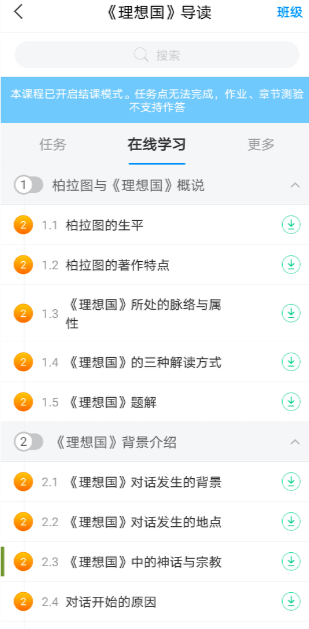 《理想国》导读
班级
搜索
本课程已开启结课模式。任务点无法完成，作业、章节测验
不支持作答
任务
在线学习
更多
1 柏拉图与《理想国》概说
2 1.1 柏拉图的生平
2 1.2 柏拉图的著作特点
2 1.3 《理想国》所处的脉络与属
性
2 1.4 《理想国》的三种解读方式
2 1.5 《理想国》题解
2 《理想国》背景介绍
2 2.1 《理想国》对话发生的背景
2 2.2 《理想国》对话发生的地点
2 2.3 《理想国》中的神话与宗教
2 2.4 对话开始的原因